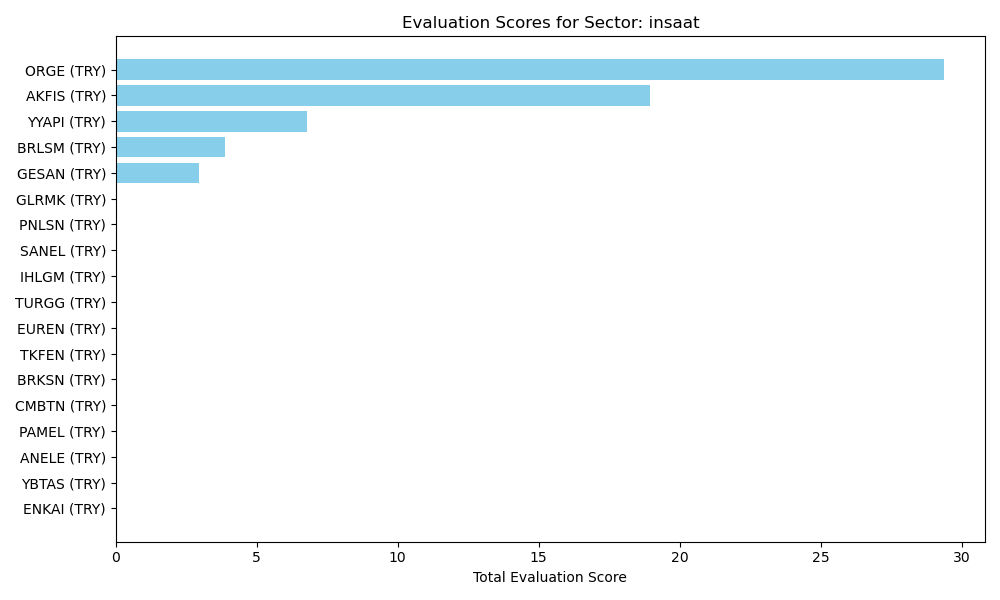 Evaluation Scores for Sector: insaat
ORGE (TRY)
AKFIS (TRY)
YYAPI (TRY)
BRLSM (TRY)
GESAN (TRY)
GLRMK (TRY)
PNLSN (TRY)
SANEL (TRY)
IHLGM (TRY)
TURGG (TRY)
EUREN (TRY)
TKFEN (TRY)
BRKSN (TRY)
CMBTN (TRY)
PAMEL (TRY)
ANELE (TRY)
YBTAS (TRY)
ENKAI (TRY)
0 5 10 15 20 25 30
Total Evaluation Score